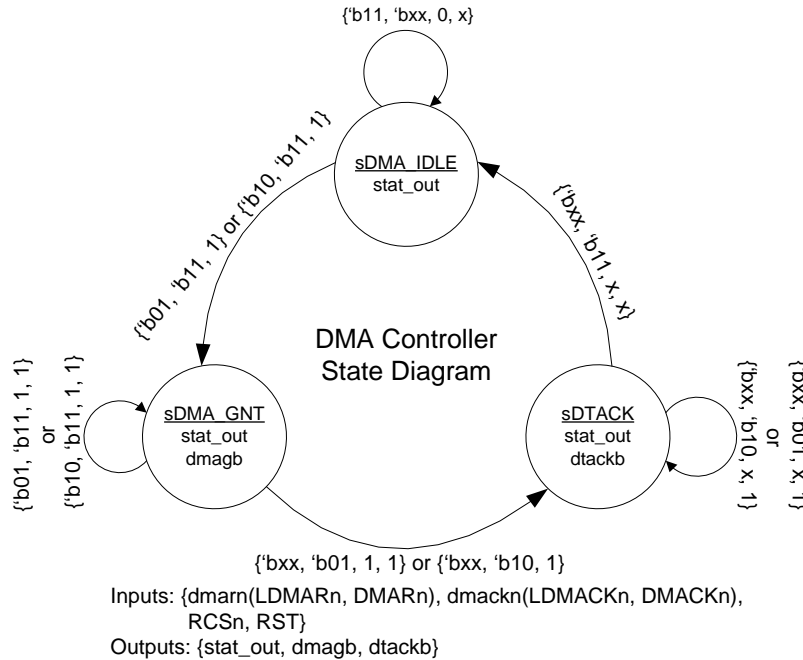 {‘b11, ‘bxx, 0, x}
{‘b01, ‘b11, 1} or {‘b10, ‘b11, 1}
sDMA_IDLE
stat_out
{‘bxx, ‘b11, x, x}
DMA Controller
State Diagram
{‘b01, ‘b11, 1, 1}
or
{‘b10, ‘b11, 1, 1}
sDMA_GNT
stat_out
dmagb
sDTACK
stat_out
dtackb
{‘bxx, ‘b10, x, 1}
or
{‘bxx, ‘b01, x, 1}
{‘bxx, ‘b01, 1, 1} or {‘bxx, ‘b10, 1}
Inputs: {dmarn(LDMARn, DMARn), dmackn(LDMACKn, DMACKn),
RCSn, RST}
Outputs: {stat_out, dmagb, dtackb}